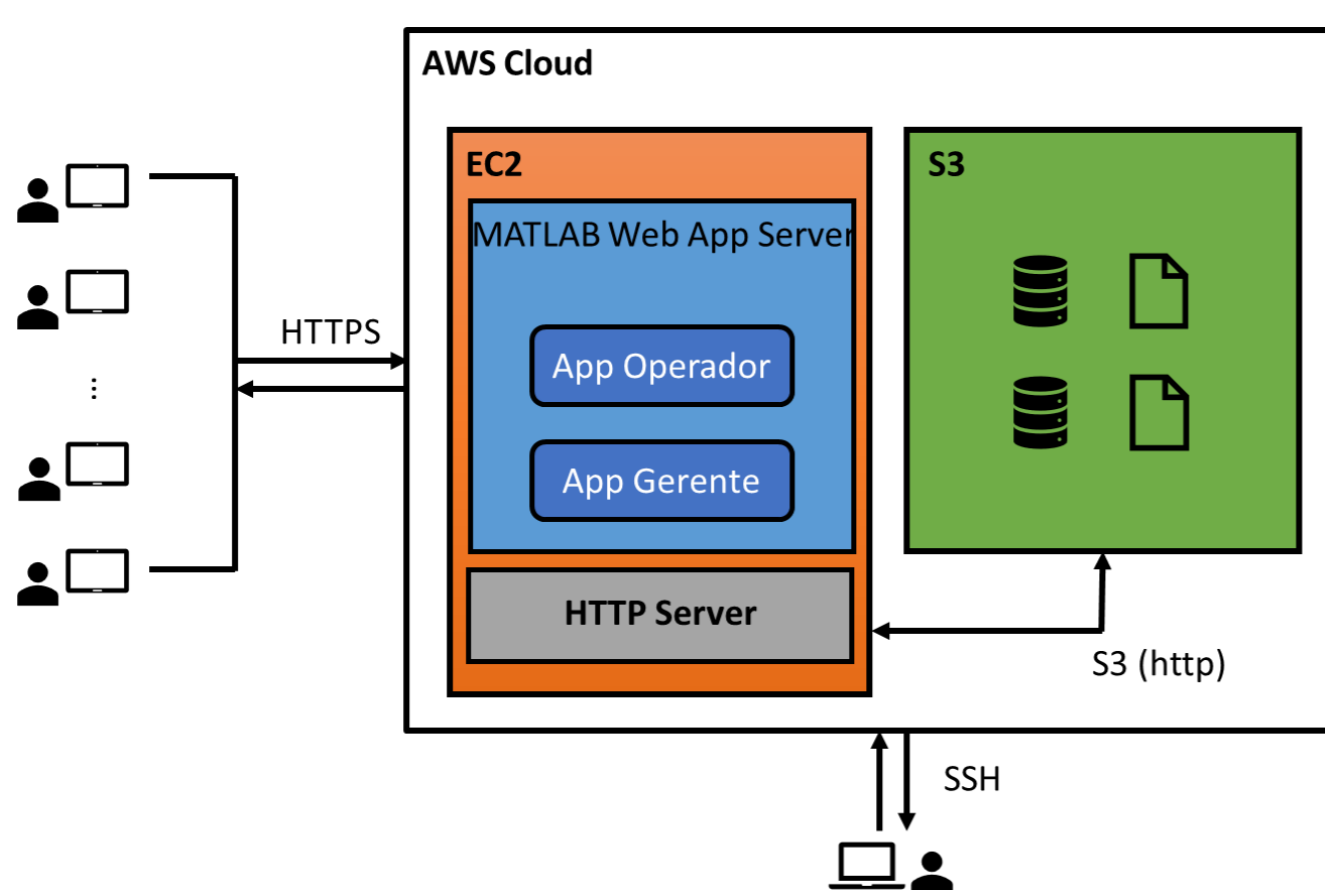 AWS Cloud
EC2
S3
MATLAB Web App Server
HTTPS
App Operador
...
App Gerente
HTTP Server
S3 (http)
SSH